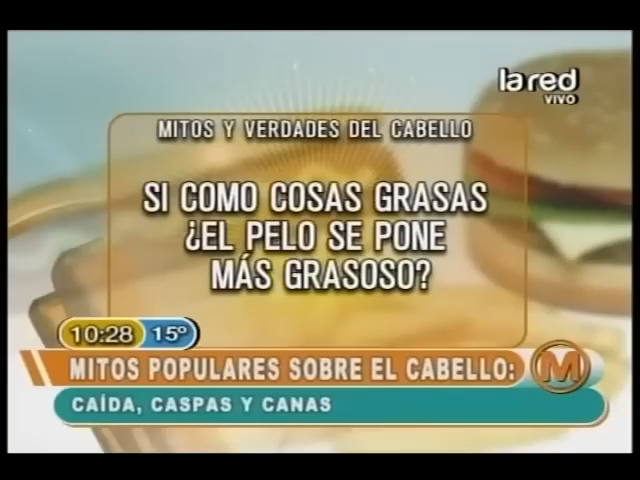 la red
VIVO
MITOS Y VERDADES DEL CABELLO
SI COMO COSAS GRASAS
¿EL PELO SE PONE
MÁS GRASOSO?
10:28 15º
MITOS POPULARES SOBRE EL CABELLO:
M
CAÍDA, CASPAS Y CANAS